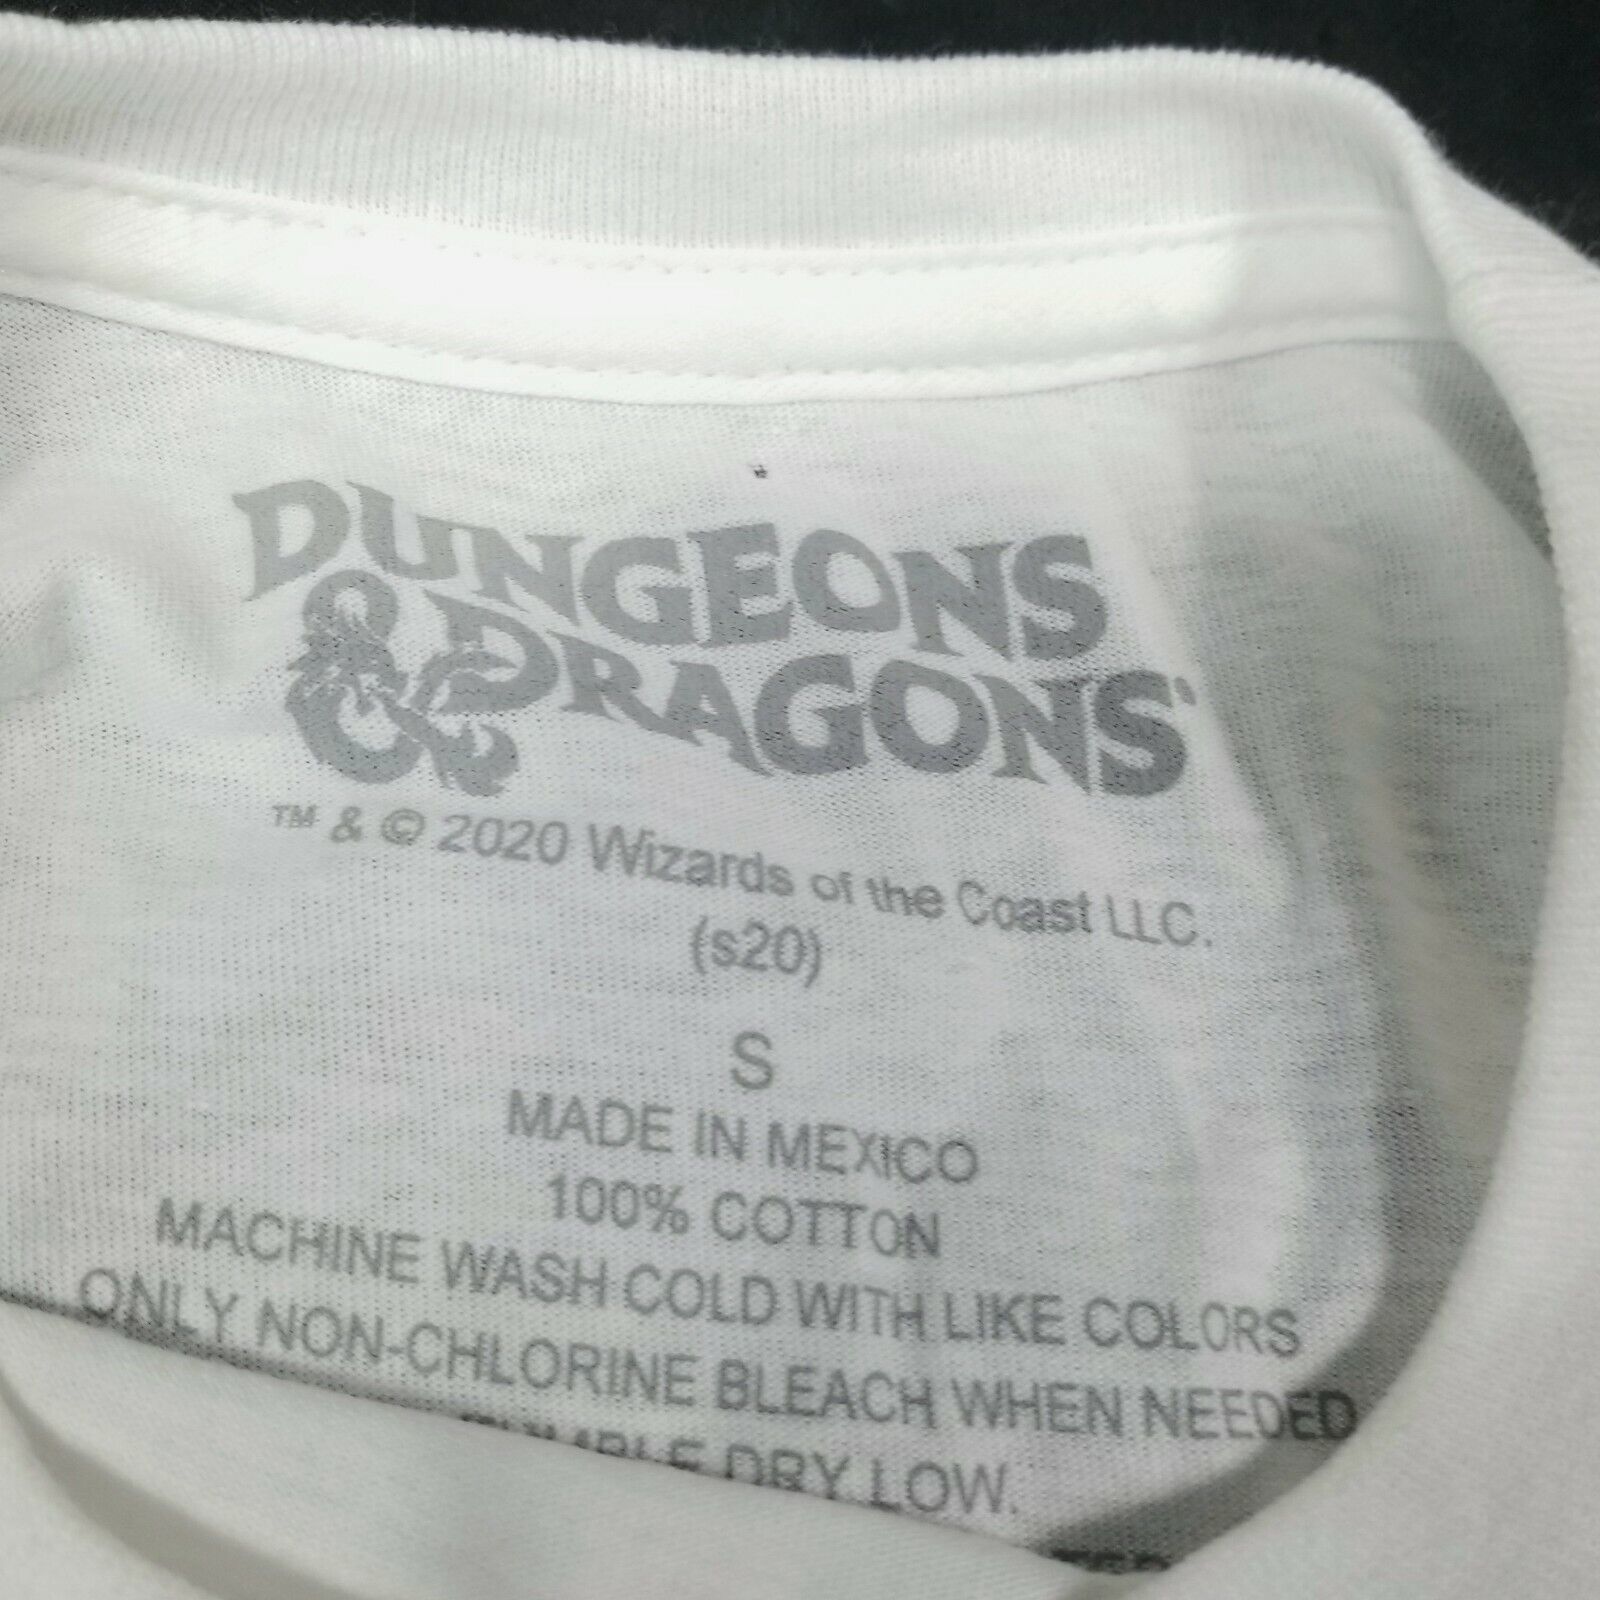 DUNGEONS
& DRAGONS
™ & © 2020 Wizards of the Coast LLC.
(s20)
S
MADE IN MEXICO
100% COTTON
MACHINE WASH COLD WITH LIKE COLORS
ONLY NON-CHLORINE BLEACH WHEN NEEDED
TUMBLE DRY LOW.